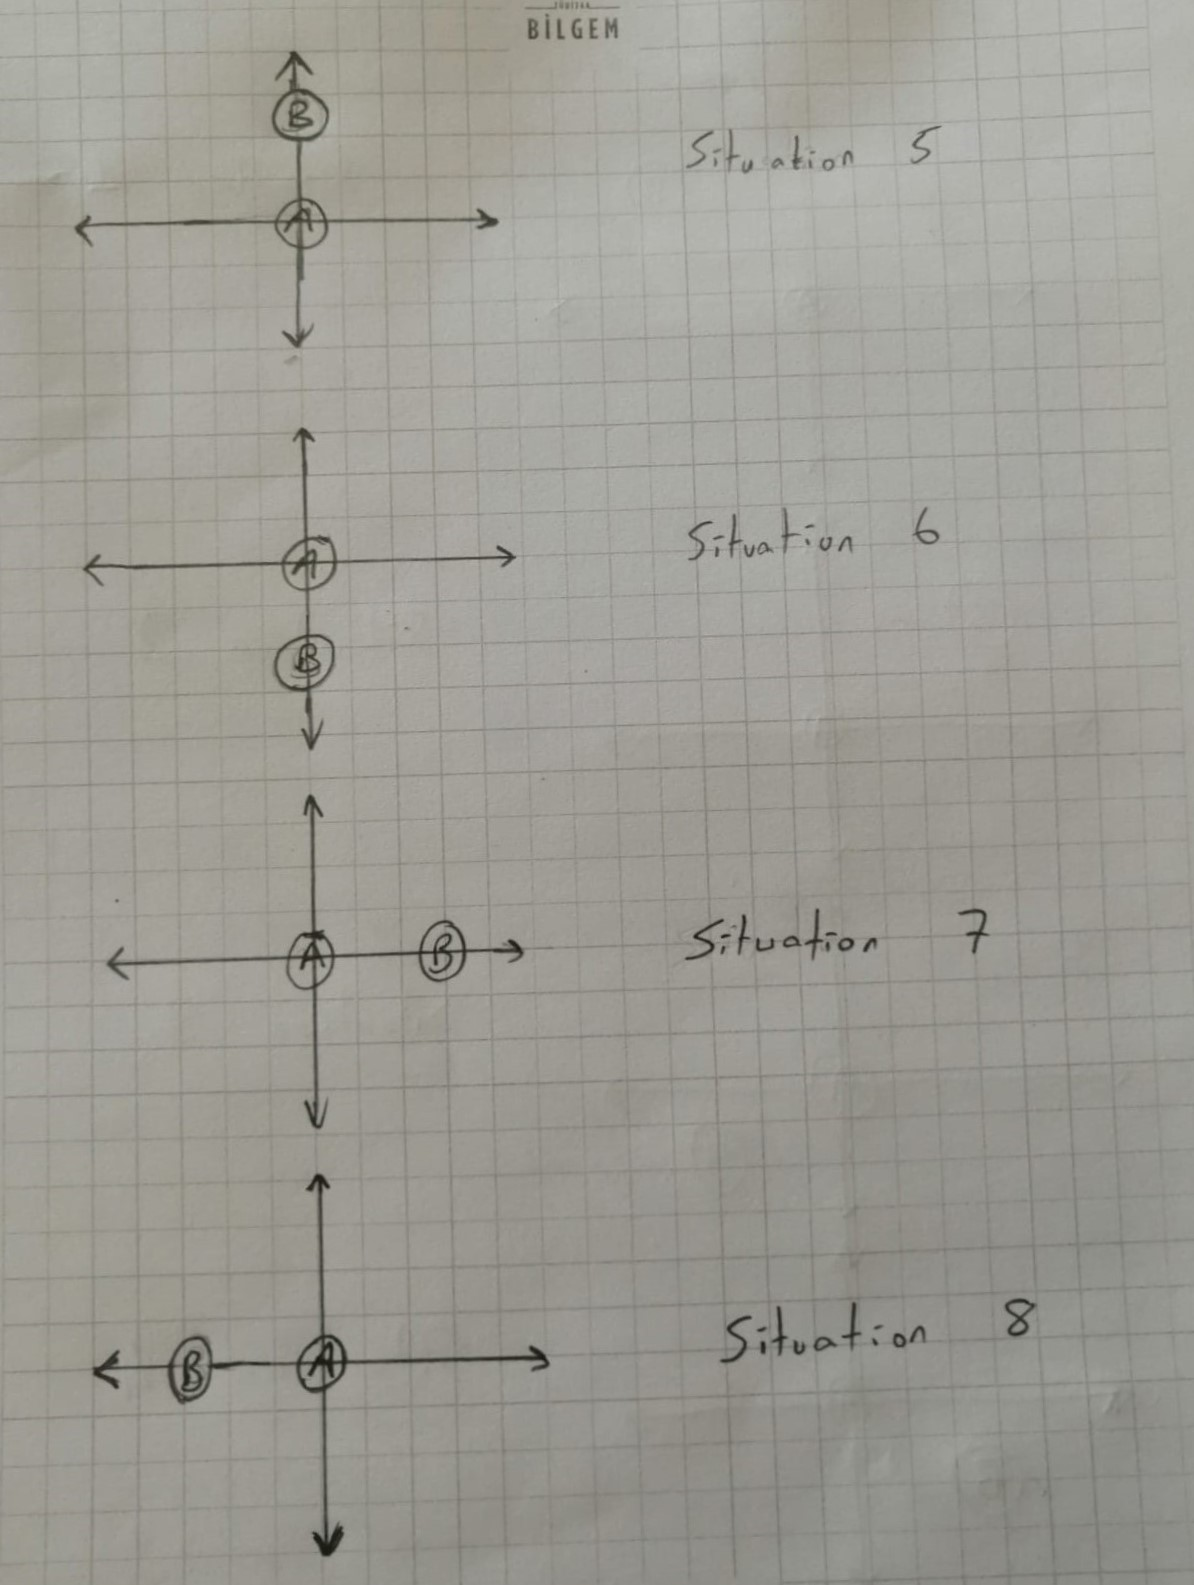 BİLGEM
B
Situation 5
A
A
Situation 6
B
A B Situation 7
B A Situation 8